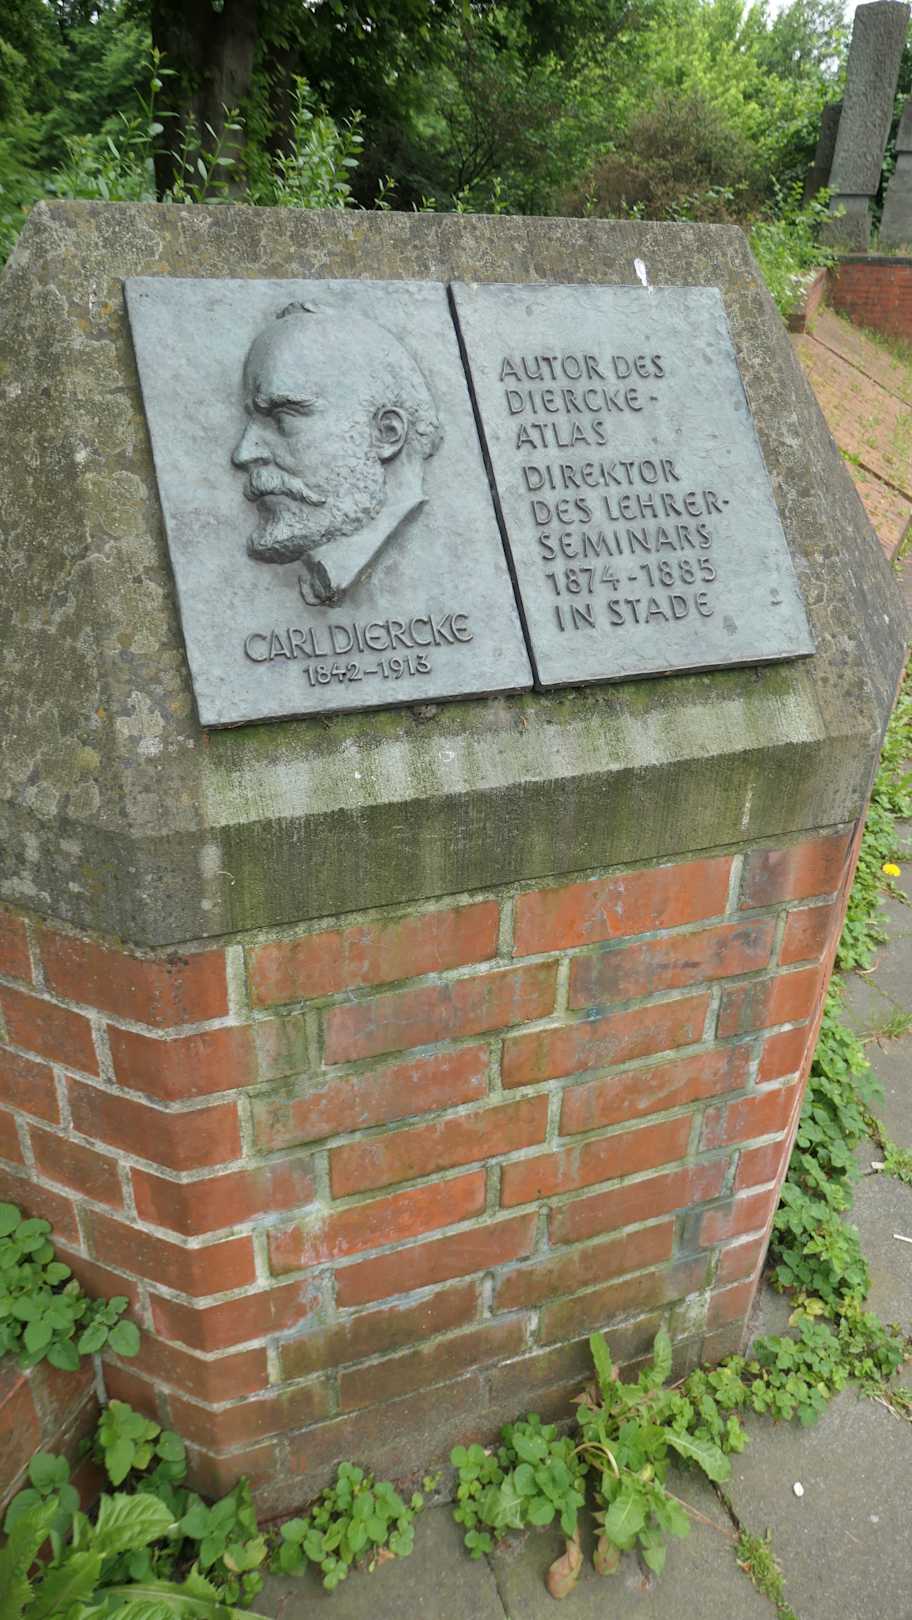 CARL DIERCKE
1842-1913
AUTOR DES
DIERCKE-
ATLAS
DIREKTOR
DES LEHRER-
SEMINARS
1874-1885
IN STADE